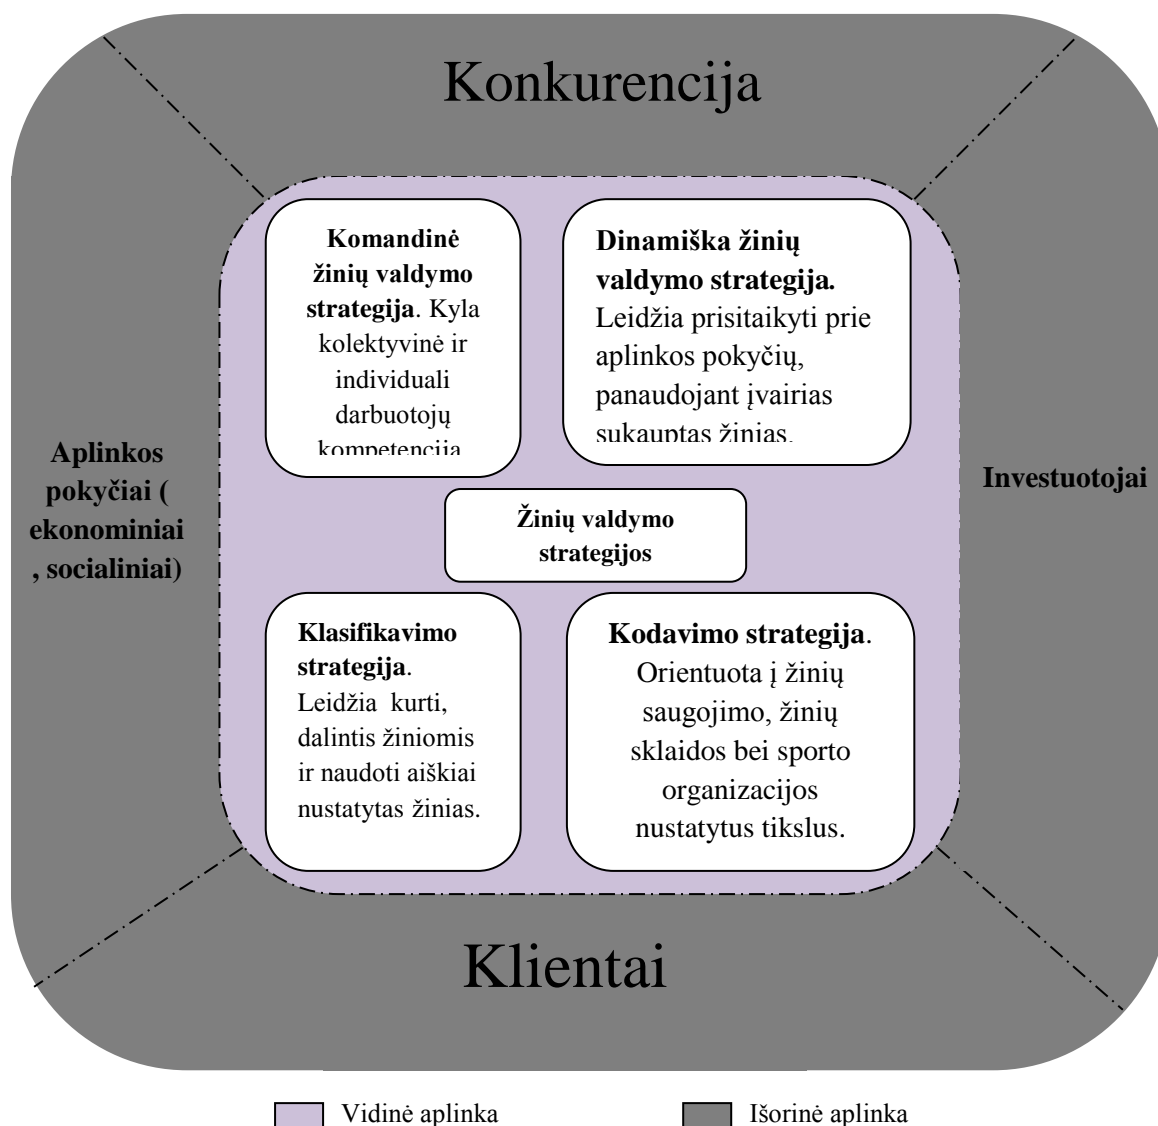 Konkurencija
Komandinė
žinių valdymo
strategija. Kyla
kolektyvinė ir
individuali
darbuotojų
kompetencija
Dinamiška žinių
valdymo strategija.
Leidžia prisitaikyti prie
aplinkos pokyčių,
panaudojant įvairias
sukauptas žinias.
Aplinkos
pokyčiai (
ekonominiai
, socialiniai)
Investuotojai
Žinių valdymo
strategijos
Klasifikavimo
strategija.
Leidžia kurti,
dalintis žiniomis
ir naudoti aiškiai
nustatytas žinias.
Kodavimo strategija.
Orientuota į žinių
saugojimo, žinių
sklaidos bei sporto
organizacijos
nustatytus tikslus.
Klientai
Vidinė aplinka
Išorinė aplinka